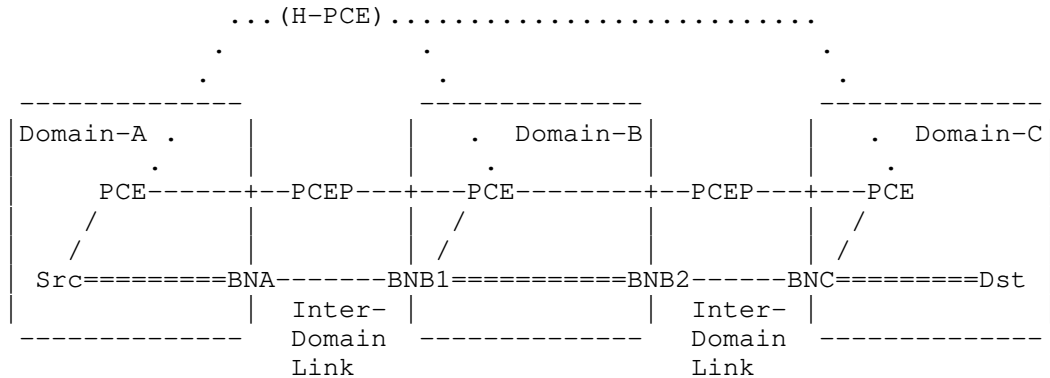 ...(H-PCE)...........................
Domain-A . . Domain-B . Domain-C
PCE------+--PCEP---+---PCE--------+--PCEP---+---PCE
Src=========BNA-------BNB1===========BNB2------BNC=========Dst
Inter- Inter-
Domain Domain
Link Link